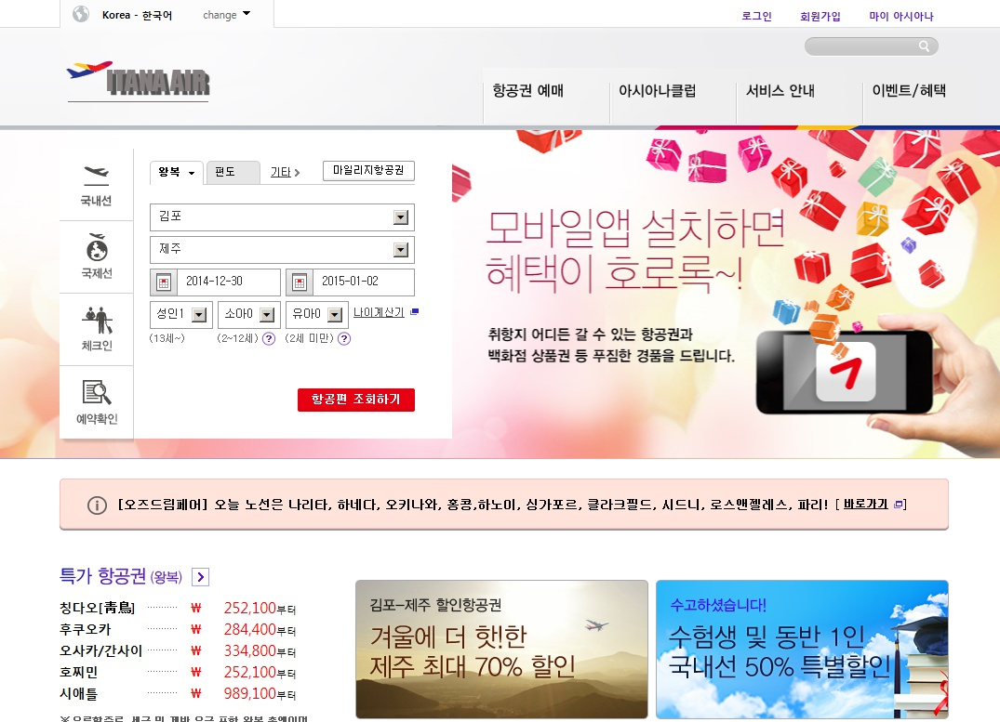 Korea - 한국어
change
로그인
회원가입
마이 아시아나
ITANA AIR
항공권 예매
아시아나클럽
서비스 안내
이벤트/혜택
국내선
국제선
체크인
예약확인
왕복
편도
기타
마일리지항공권
김포
제주
2014-12-30
2015-01-02
성인1
소아0
유아0
나이계산기
(13세~)
(2~12세)
(2세 미만)
항공편 조회하기
모바일앱 설치하면
혜택이 호로록~!
취항지 어디든 갈 수 있는 항공권과
백화점 상품권 등 푸짐한 경품을 드립니다.
[오즈드림페어] 오늘 노선은 나리타, 하네다, 오키나와, 홍콩,하노이, 싱가포르, 클라크필드, 시드니, 로스앤젤레스, 파리! [ 바로가기 ]
특가 항공권 (왕복)
칭다오[靑鳥] ₩ 252,100부터
후쿠오카 ₩ 284,400부터
오사카/간사이 ₩ 334,800부터
호찌민 ₩ 252,100부터
시애틀 ₩ 989,100부터
김포-제주 할인항공권
겨울에 더 핫!한
제주 최대 70% 할인
수고하셨습니다!
수험생 및 동반 1인
국내선 50% 특별할인